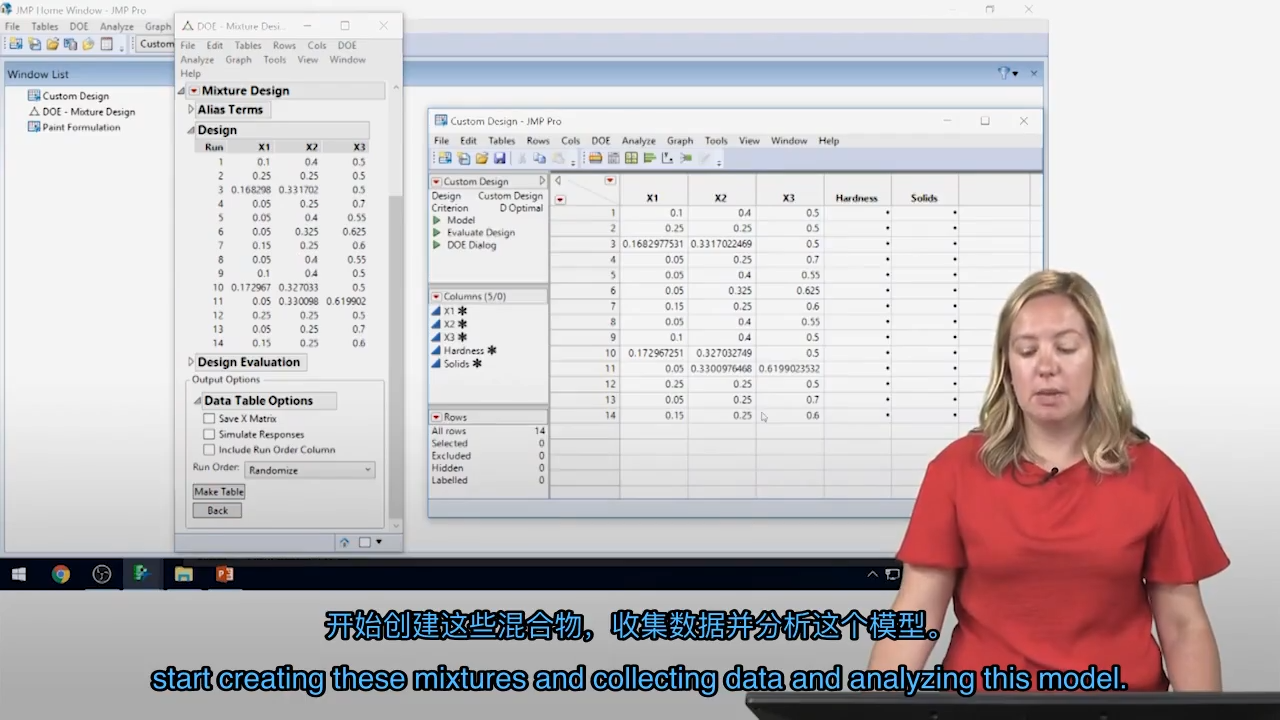 JMP Home Window - JMP Pro
File Tables DOE Analyze Graph
Custom
Window List
Custom Design
DOE - Mixture Design
Paint Formulation
DOE - Mixture Desi...
File Edit Tables Rows Cols DOE
Analyze Graph Tools View Window
Help
Mixture Design
Alias Terms
Design
Run X1 X2 X3
1 0.1 0.4 0.5
2 0.25 0.25 0.5
3 0.168298 0.331702 0.5
4 0.05 0.25 0.7
5 0.05 0.4 0.55
6 0.05 0.325 0.625
7 0.15 0.25 0.6
8 0.05 0.4 0.55
9 0.1 0.4 0.5
10 0.172967 0.327033 0.5
11 0.05 0.330098 0.619902
12 0.25 0.25 0.5
13 0.05 0.25 0.7
14 0.15 0.25 0.6
Design Evaluation
Output Options
Data Table Options
Save X Matrix
Simulate Responses
Include Run Order Column
Run Order: Randomize
Make Table
Back
Custom Design - JMP Pro
File Edit Tables Rows Cols DOE Analyze Graph Tools View Window Help
Custom Design
Design Custom Design
Criterion D Optimal
Model
Evaluate Design
DOE Dialog
Columns (5/0)
X1 ✱
X2 ✱
X3 ✱
Hardness ✱
Solids ✱
Rows
All rows 14
Selected 0
Excluded 0
Hidden 0
Labelled 0
X1 X2 X3 Hardness Solids
1 0.1 0.4 0.5 • •
2 0.25 0.25 0.5 • •
3 0.1682977531 0.3317022469 0.5 • •
4 0.05 0.25 0.7 • •
5 0.05 0.4 0.55 • •
6 0.05 0.325 0.625 • •
7 0.15 0.25 0.6 • •
8 0.05 0.4 0.55 • •
9 0.1 0.4 0.5 • •
10 0.172967251 0.327032749 0.5 • •
11 0.05 0.3300976468 0.6199023532 • •
12 0.25 0.25 0.5 • •
13 0.05 0.25 0.7 • •
14 0.15 0.25 0.6 • •
开始创建这些混合物，收集数据并分析这个模型。
start creating these mixtures and collecting data and analyzing this model.